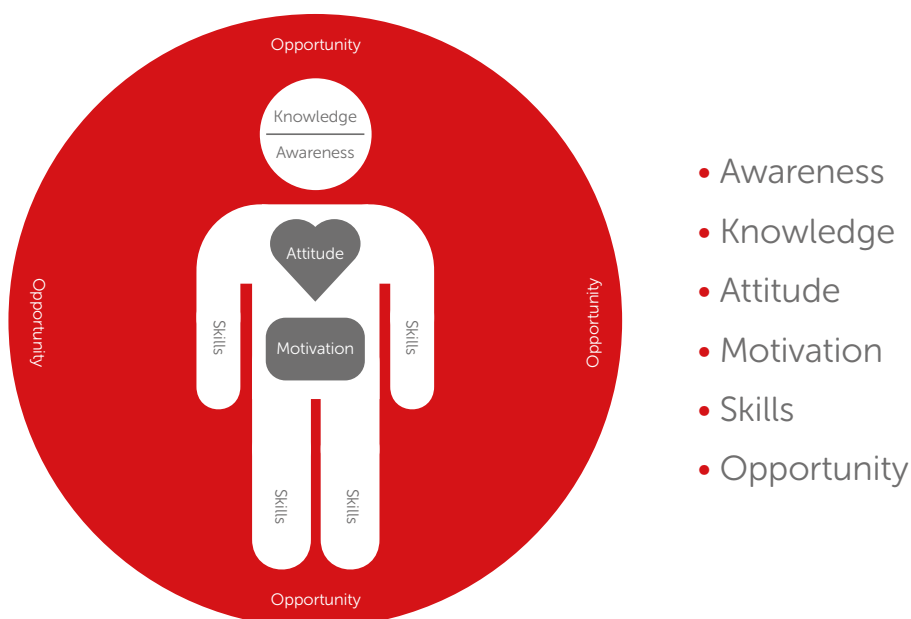 Opportunity
Knowledge
Awareness
Attitude
Opportunity
Opportunity
Skills
Motivation
Skills
Skills
Skills
Opportunity
• Awareness
• Knowledge
• Attitude
• Motivation
• Skills
• Opportunity